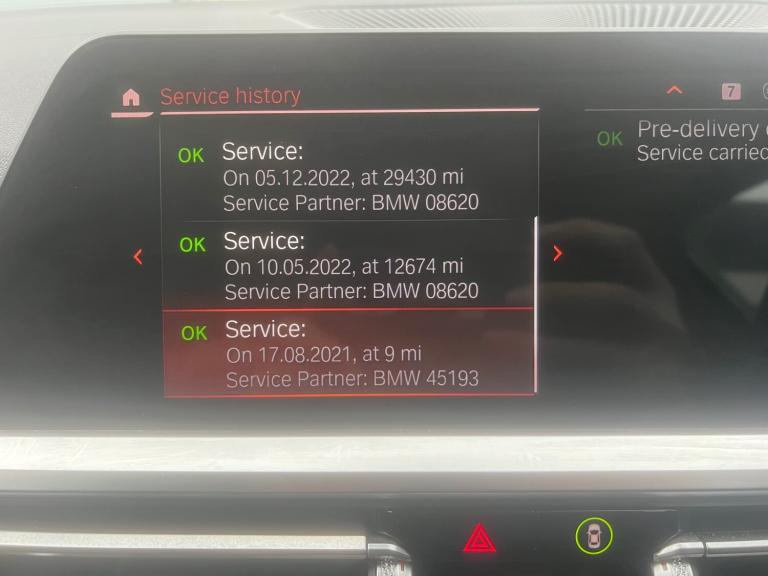 Service history
7
OK Service:
On 05.12.2022, at 29430 mi
Service Partner: BMW 08620
OK Service:
On 10.05.2022, at 12674 mi
Service Partner: BMW 08620
OK Service:
On 17.08.2021, at 9 mi
Service Partner: BMW 45193
OK Pre-delivery
Service carried